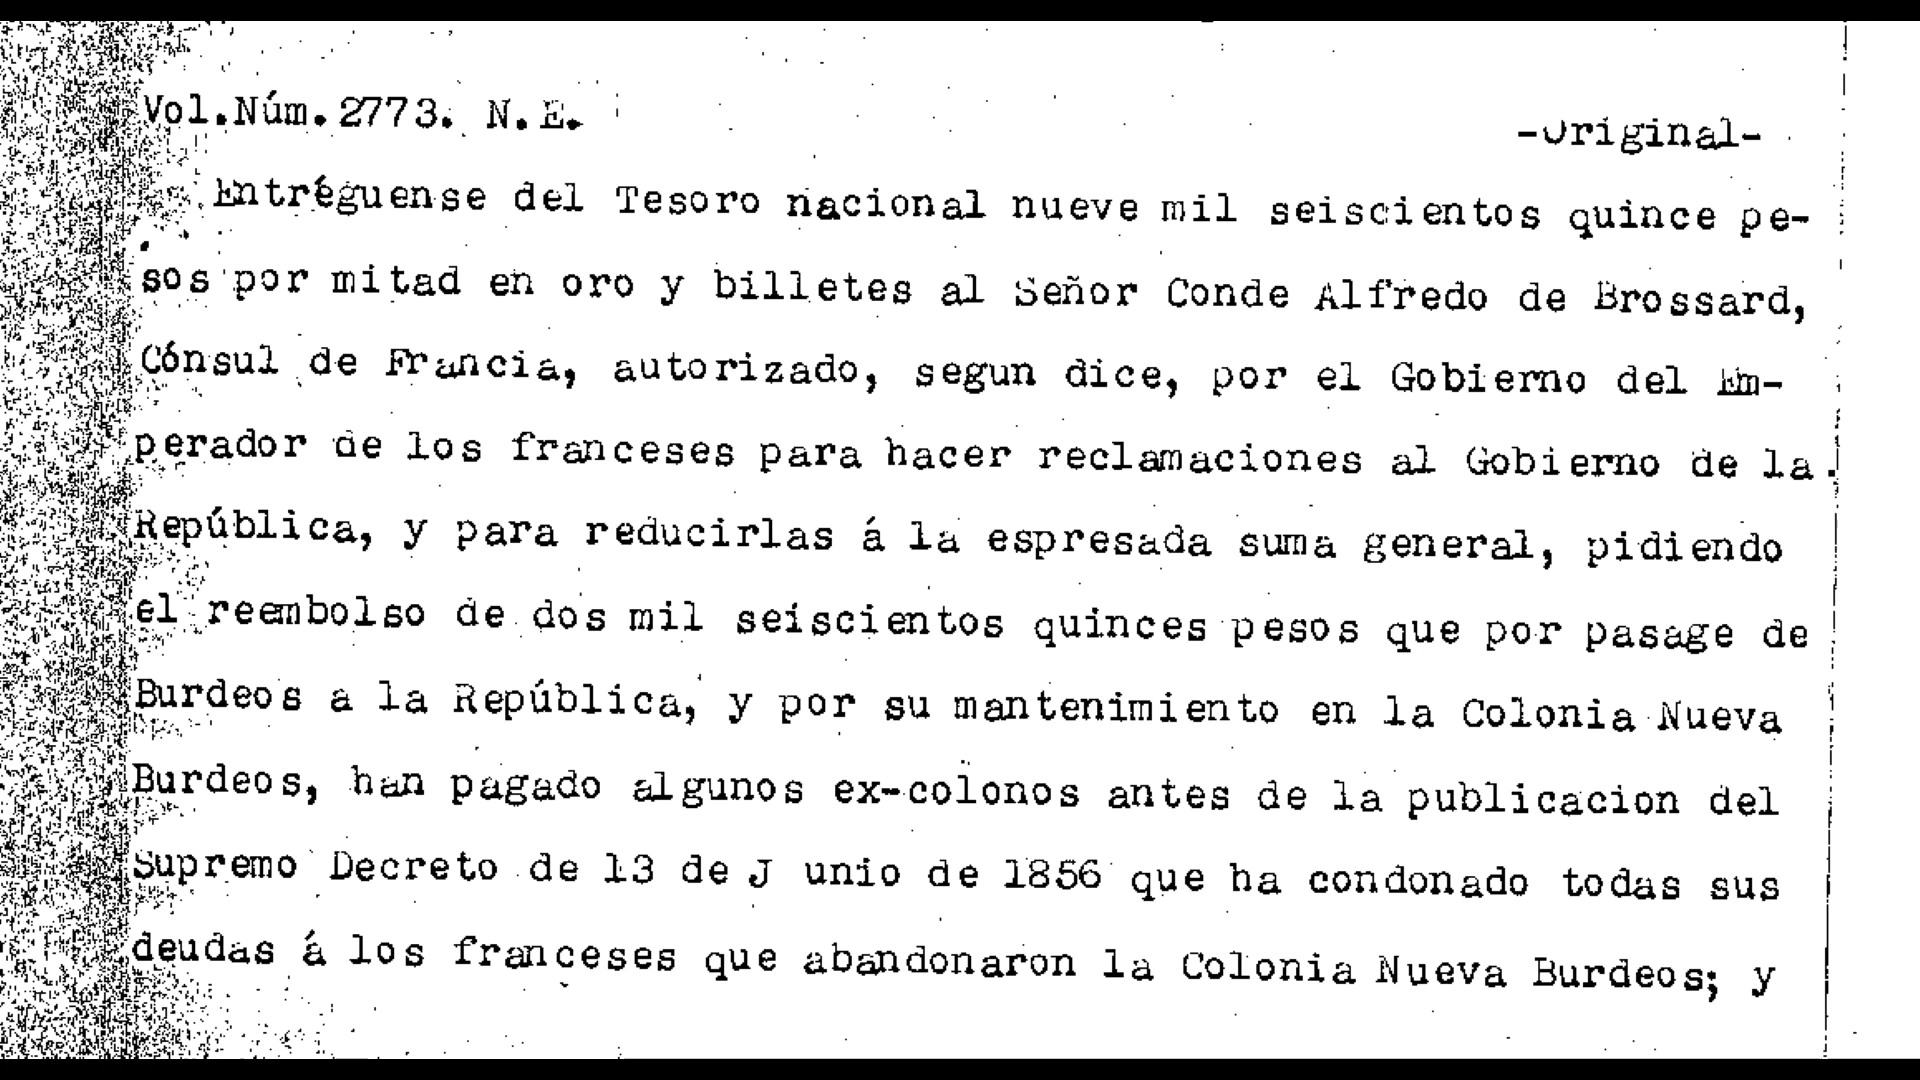 Vol.Núm. 2773. N.E.
-Original-
Entréguense del Tesoro nacional nueve mil seiscientos quince pe-
sos por mitad en oro y billetes al Señor Conde Alfredo de Brossard,
Cónsul de Francia, autorizado, segun dice, por el Gobierno del Em-
perador de los franceses para hacer reclamaciones al Gobierno de la
República, y para reducirlas á la espresada suma general, pidiendo
el reembolso de dos mil seiscientos quinces pesos que por pasage de
Burdeos a la República, y por su mantenimiento en la Colonia Nueva
Burdeos, han pagado algunos ex-colonos antes de la publicacion del
Supremo Decreto de 13 de J unio de 1856 que ha condonado todas sus
deudas á los franceses que abandonaron la Colonia Nueva Burdeos; y